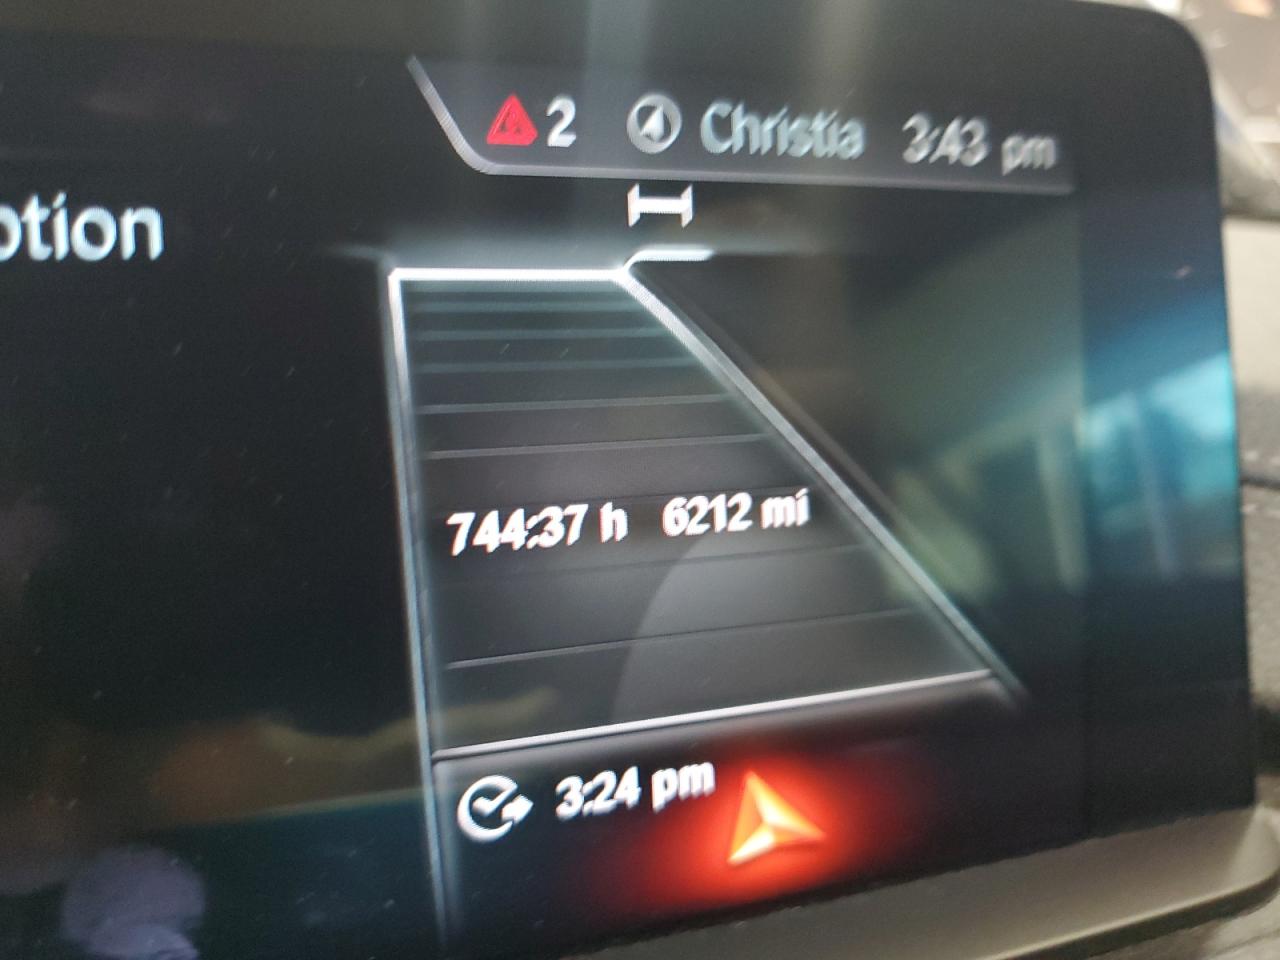 2 Christia 3:43 pm
otion
744:37 h 6212 mi
3:24 pm